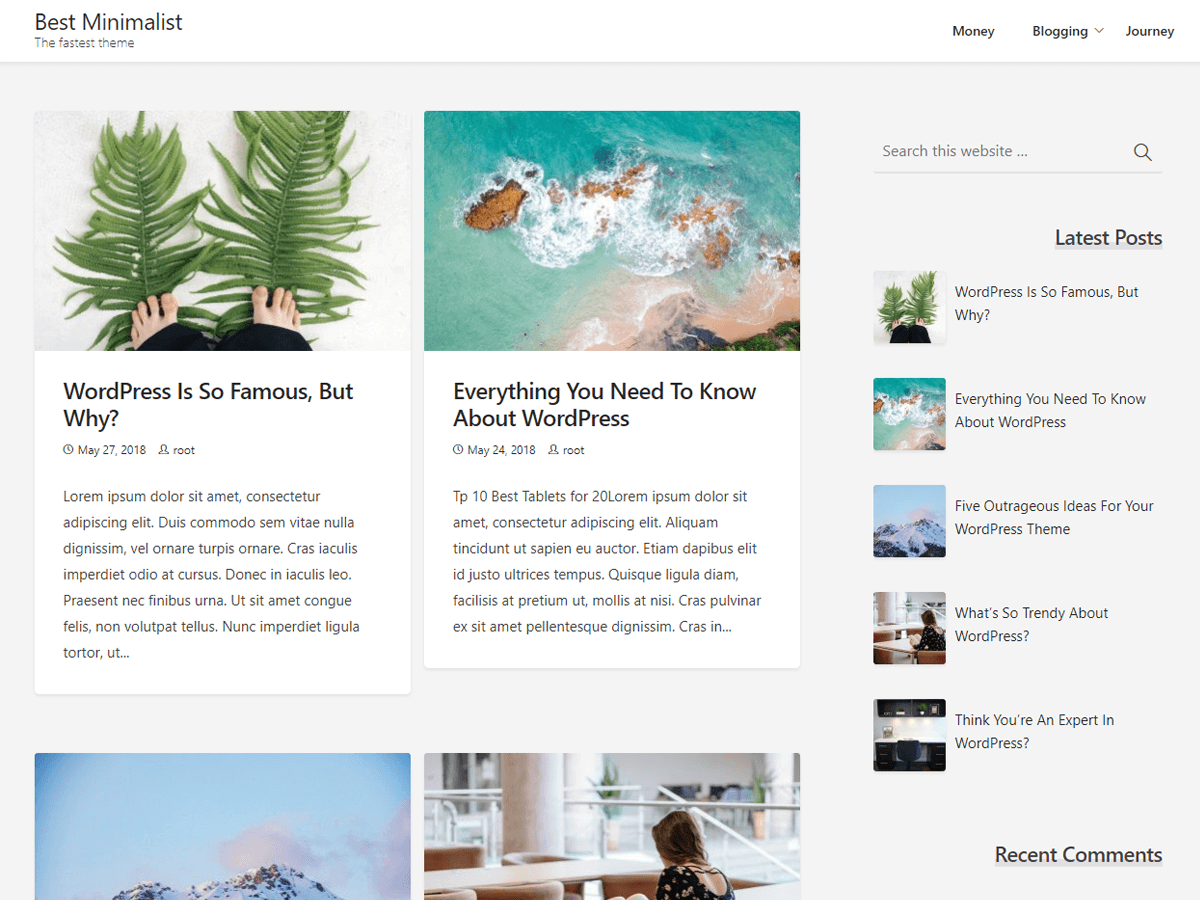 Best Minimalist
The fastest theme
Money
Blogging
Journey
WordPress Is So Famous, But
Why?
May 27, 2018
root
Lorem ipsum dolor sit amet, consectetur
adipiscing elit. Duis commodo sem vitae nulla
dignissim, vel ornare turpis ornare. Cras iaculis
imperdiet odio at cursus. Donec in iaculis leo.
Praesent nec finibus urna. Ut sit amet congue
felis, non volutpat tellus. Nunc imperdiet ligula
tortor, ut...
Everything You Need To Know
About WordPress
May 24, 2018
root
Tp 10 Best Tablets for 20Lorem ipsum dolor sit
amet, consectetur adipiscing elit. Aliquam
tincidunt ut sapien eu auctor. Etiam dapibus elit
id justo ultrices tempus. Quisque ligula diam,
facilisis at pretium ut, mollis at nisi. Cras pulvinar
ex sit amet pellentesque dignissim. Cras in...
Search this website ...
Latest Posts
WordPress Is So Famous, But
Why?
Everything You Need To Know
About WordPress
Five Outrageous Ideas For Your
WordPress Theme
What’s So Trendy About
WordPress?
Think You’re An Expert In
WordPress?
Recent Comments